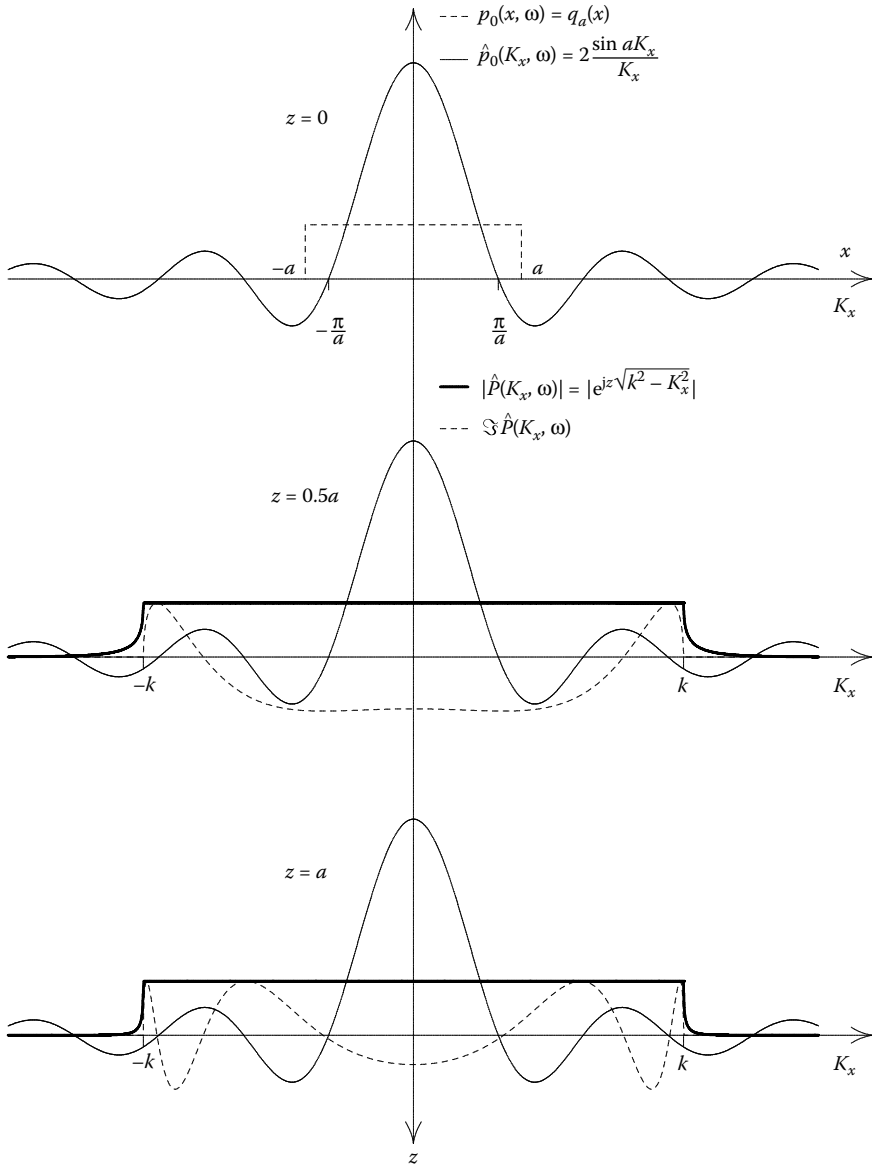 p₀(x, ω) = qₐ(x)
p̂₀(Kₓ, ω) = 2 sin aKₓ / Kₓ
z = 0
x
−a
a
Kₓ
−π/a
π/a
|P̂(Kₓ, ω)| = |e^{jz√(k² − Kₓ²)}|
ℑP̂(Kₓ, ω)
z = 0.5a
−k
k
Kₓ
z = a
−k
k
Kₓ
z